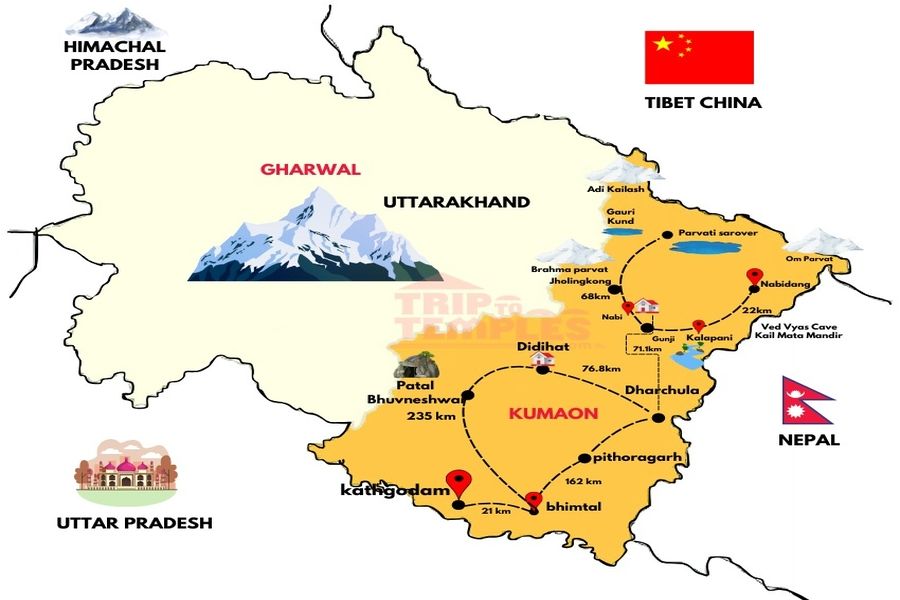 HIMACHAL
PRADESH
TIBET CHINA
GHARWAL
UTTARAKHAND
Adi Kailash
Gauri
Kund
Parvati sarover
Om Parvat
Brahma parvat
Jholingkong
68km
Nabidang
22km
Nabi
Gunji
Kalapani
Ved Vyas Cave
Kail Mata Mandir
71.1km
TRIP TO
TEMPLES
Didihat
76.8km
Patal
Bhuvneshwar
235 km
Dharchula
KUMAON
NEPAL
pithoragarh
162 km
kathgodam
21 km
bhimtal
UTTAR PRADESH